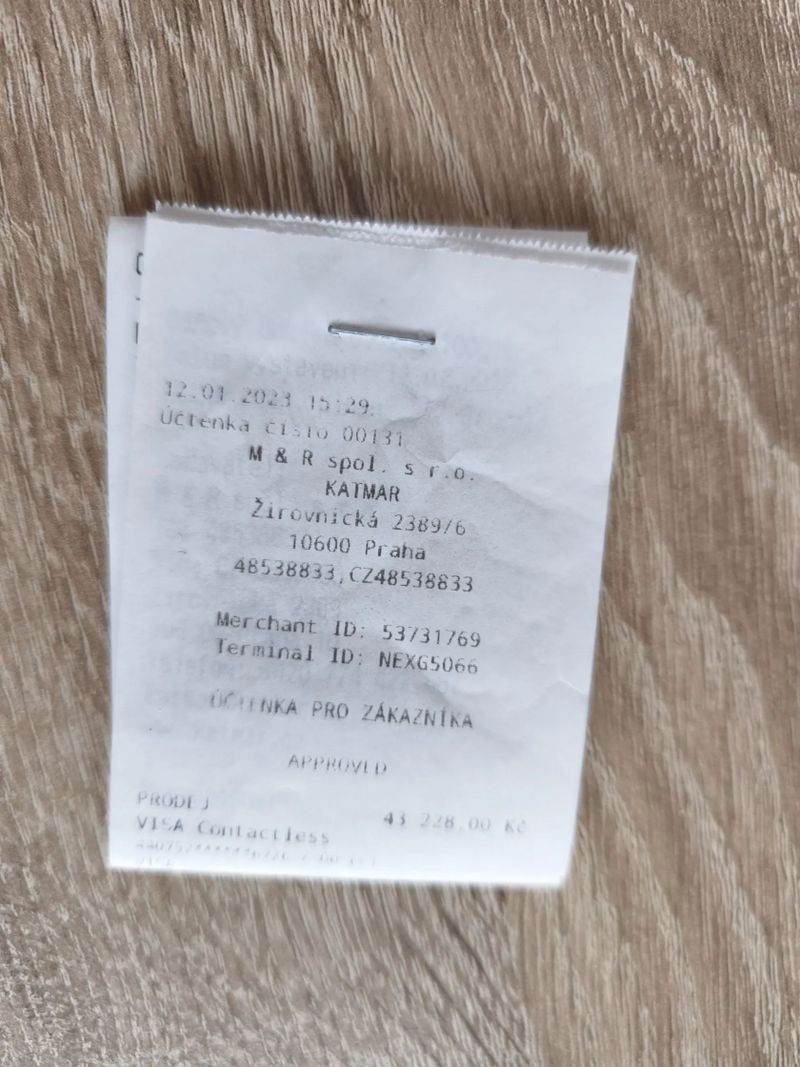 12.01.2023 15:29
Účtenka číslo 00131
M & R spol. s r.o.
KATMAR
Žirovnická 2389/6
10600 Praha
48538833,CZ48538833
Merchant ID: 53731769
Terminal ID: NEXG5066
ÚČTENKA PRO ZÁKAZNÍKA
APPROVED
PRODEJ
43 228,00 Kč
VISA Contactless